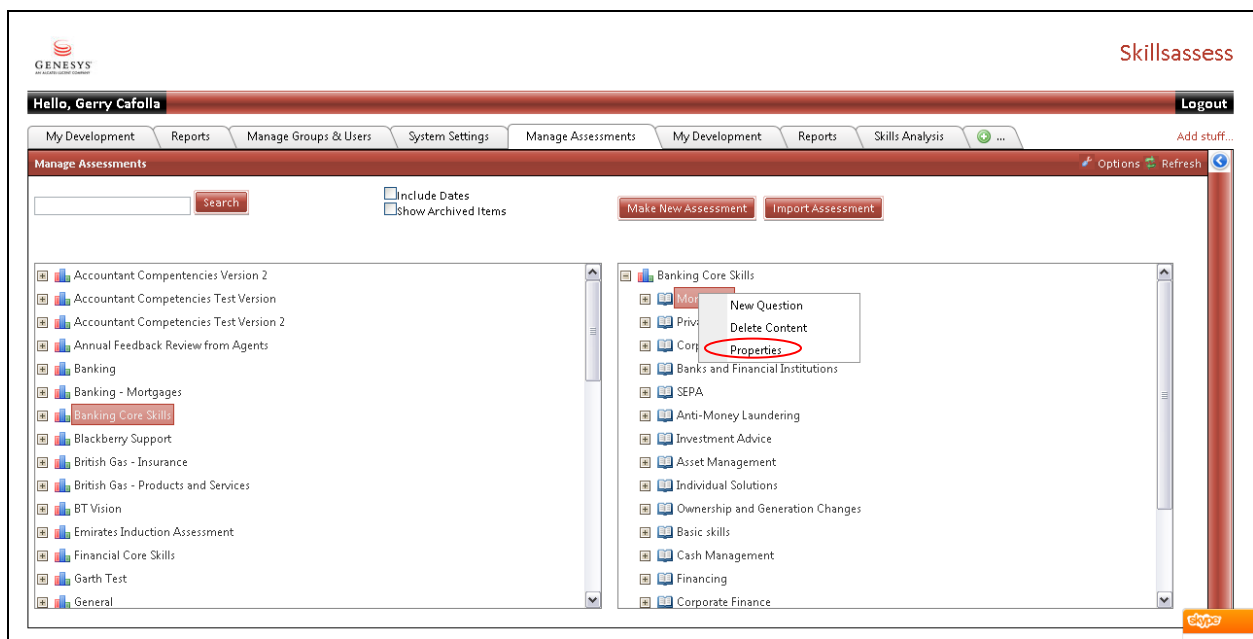 GENESYS
AN ALCATEL-LUCENT COMPANY
Skillsassess
Hello, Gerry Cafolla
Logout
My Development
Reports
Manage Groups & Users
System Settings
Manage Assessments
My Development
Reports
Skills Analysis
...
Add stuff...
Manage Assessments
Options
Refresh
Search
Include Dates
Show Archived Items
Make New Assessment
Import Assessment
Accountant Compentencies Version 2
Accountant Competencies Test Version
Accountant Competencies Test Version 2
Annual Feedback Review from Agents
Banking
Banking - Mortgages
Banking Core Skills
Blackberry Support
British Gas - Insurance
British Gas - Products and Services
BT Vision
Emirates Induction Assessment
Financial Core Skills
Garth Test
General
Banking Core Skills
Mor
Priva
Corp
New Question
Delete Content
Properties
Banks and Financial Institutions
SEPA
Anti-Money Laundering
Investment Advice
Asset Management
Individual Solutions
Ownership and Generation Changes
Basic skills
Cash Management
Financing
Corporate Finance
skype